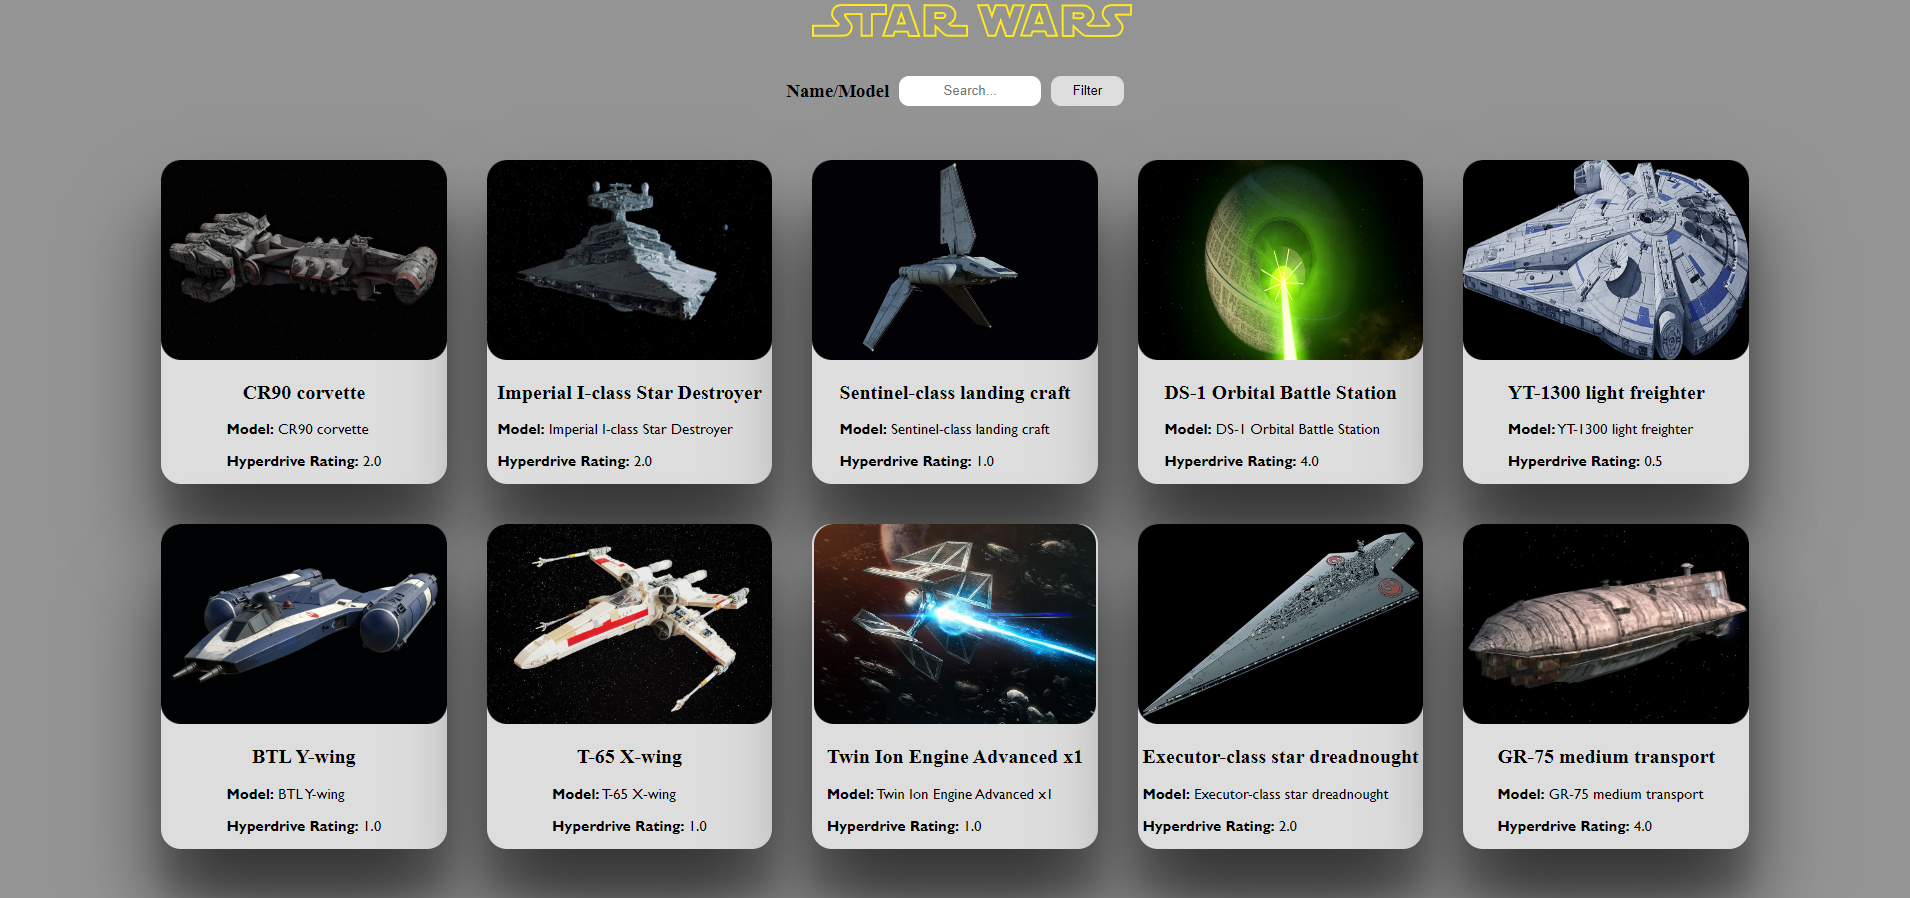 STAR WARS
Name/Model Search... Filter
CR90 corvette
Model: CR90 corvette
Hyperdrive Rating: 2.0
Imperial I-class Star Destroyer
Model: Imperial I-class Star Destroyer
Hyperdrive Rating: 2.0
Sentinel-class landing craft
Model: Sentinel-class landing craft
Hyperdrive Rating: 1.0
DS-1 Orbital Battle Station
Model: DS-1 Orbital Battle Station
Hyperdrive Rating: 4.0
YT-1300 light freighter
Model: YT-1300 light freighter
Hyperdrive Rating: 0.5
BTL Y-wing
Model: BTL Y-wing
Hyperdrive Rating: 1.0
T-65 X-wing
Model: T-65 X-wing
Hyperdrive Rating: 1.0
Twin Ion Engine Advanced x1
Model: Twin Ion Engine Advanced x1
Hyperdrive Rating: 1.0
Executor-class star dreadnought
Model: Executor-class star dreadnought
Hyperdrive Rating: 2.0
GR-75 medium transport
Model: GR-75 medium transport
Hyperdrive Rating: 4.0